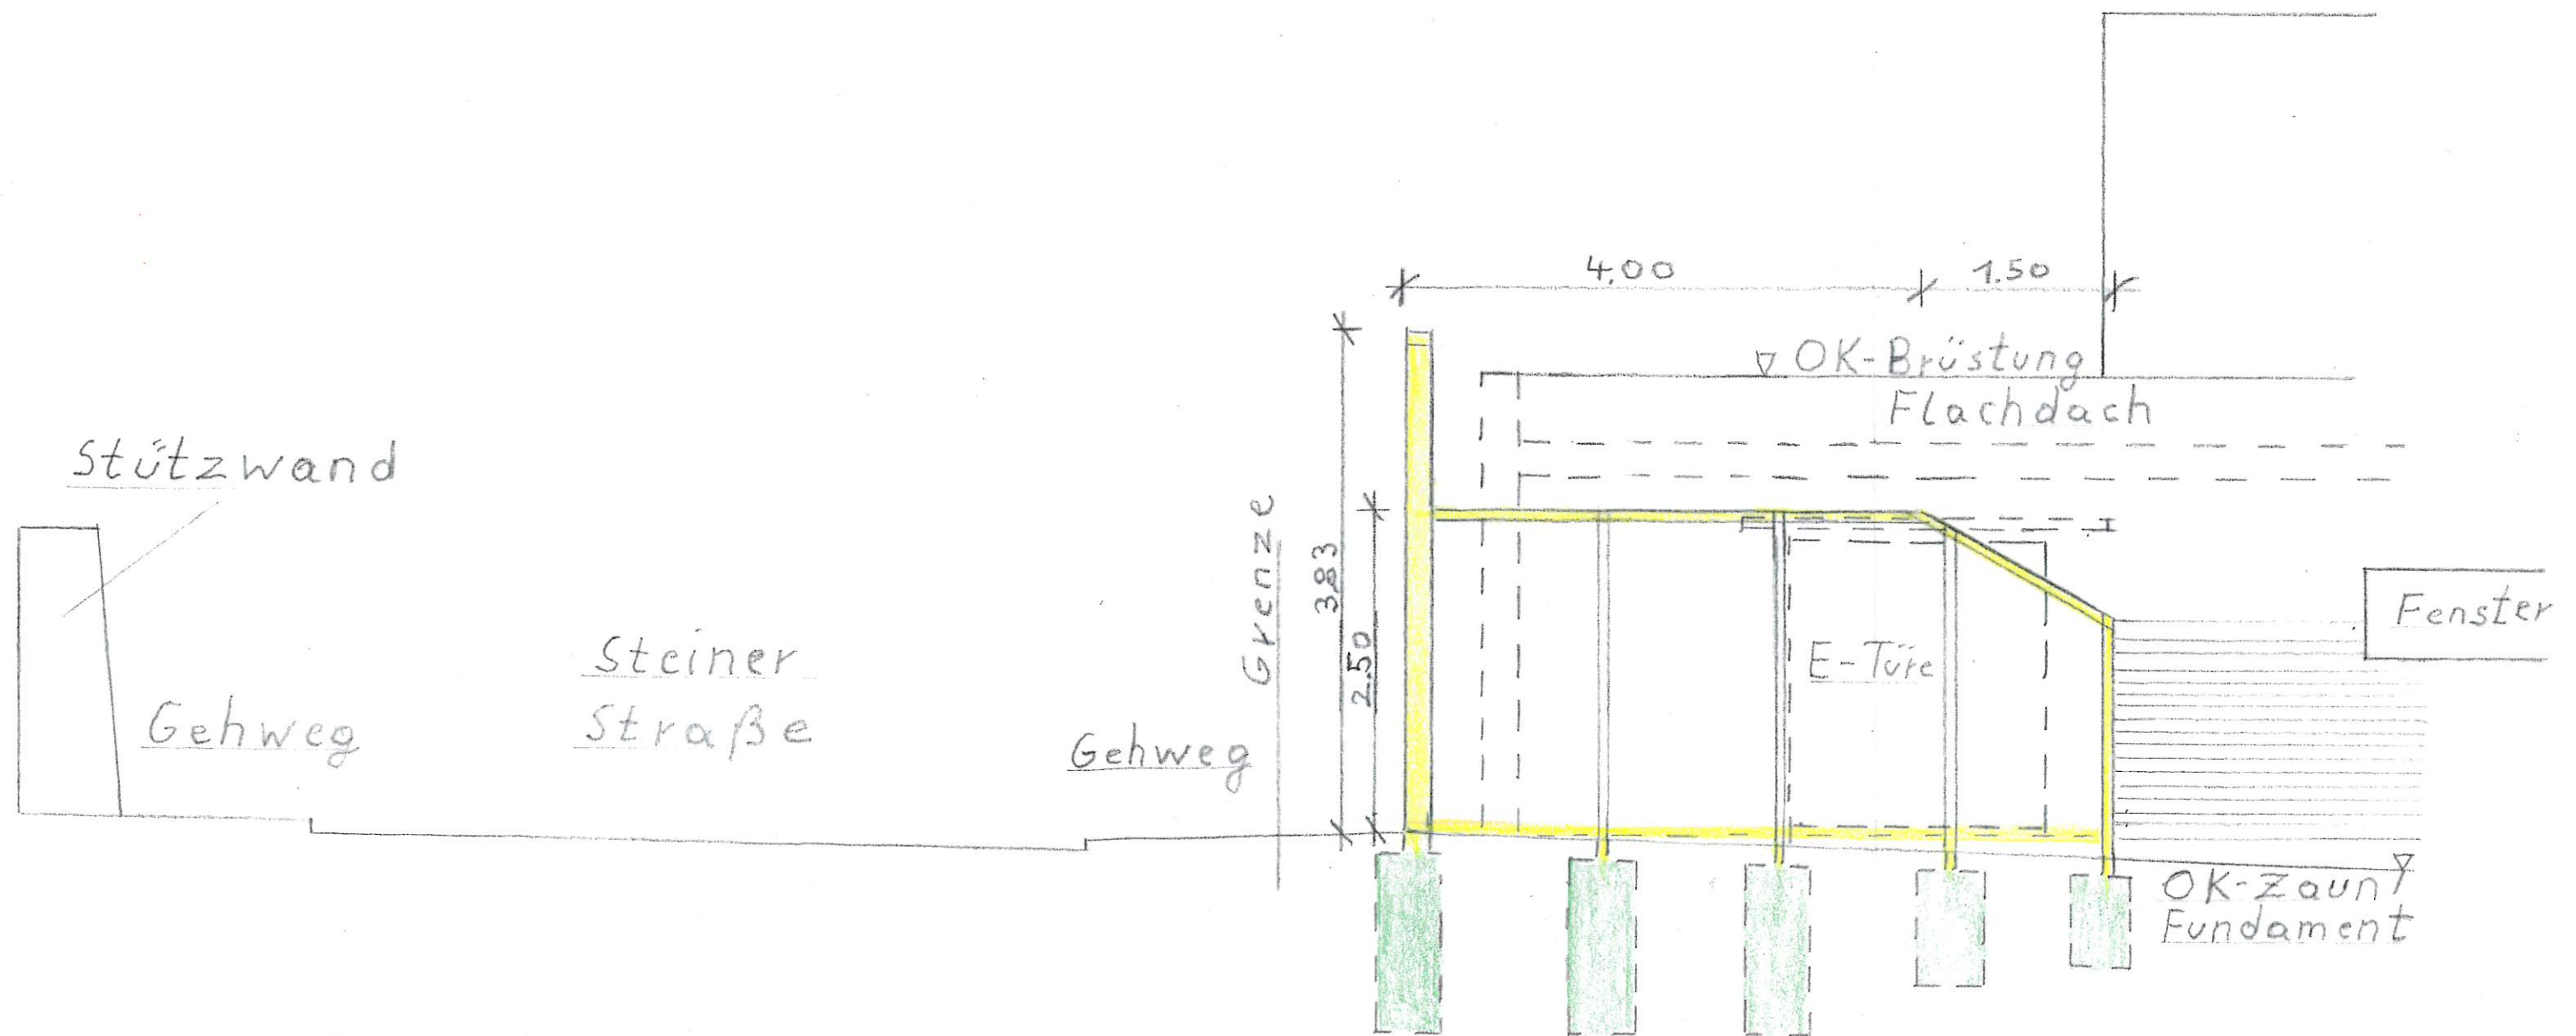 4,00
1.50
OK-Brüstung
Flachdach
Stützwand
Grenze
3,83
2,50
Fenster
E-Türe
Steiner
Straße
Gehweg
Gehweg
OK-Zaun
Fundament